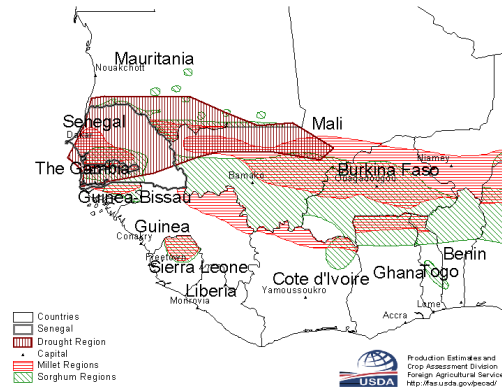 Mauritania
Nouakchott
Senegal
Dakar
Mali
The Gambia
Niamey
Burkina Faso
Ouagadougou
Bamako
Guinea-Bissau
Guinea
Conakry
Freetown
Sierra Leone
Benin
Ghana
Togo
Cote d'Ivoire
Liberia
Yamoussoukro
Monrovia
Lome
Accra
Countries
Senegal
Drought Region
Capital
Millet Regions
Sorghum Regions
USDA
Production Estimates and
Crop Assessment Division
Foreign Agricultural Service
http://fas.usda.gov/pecad/